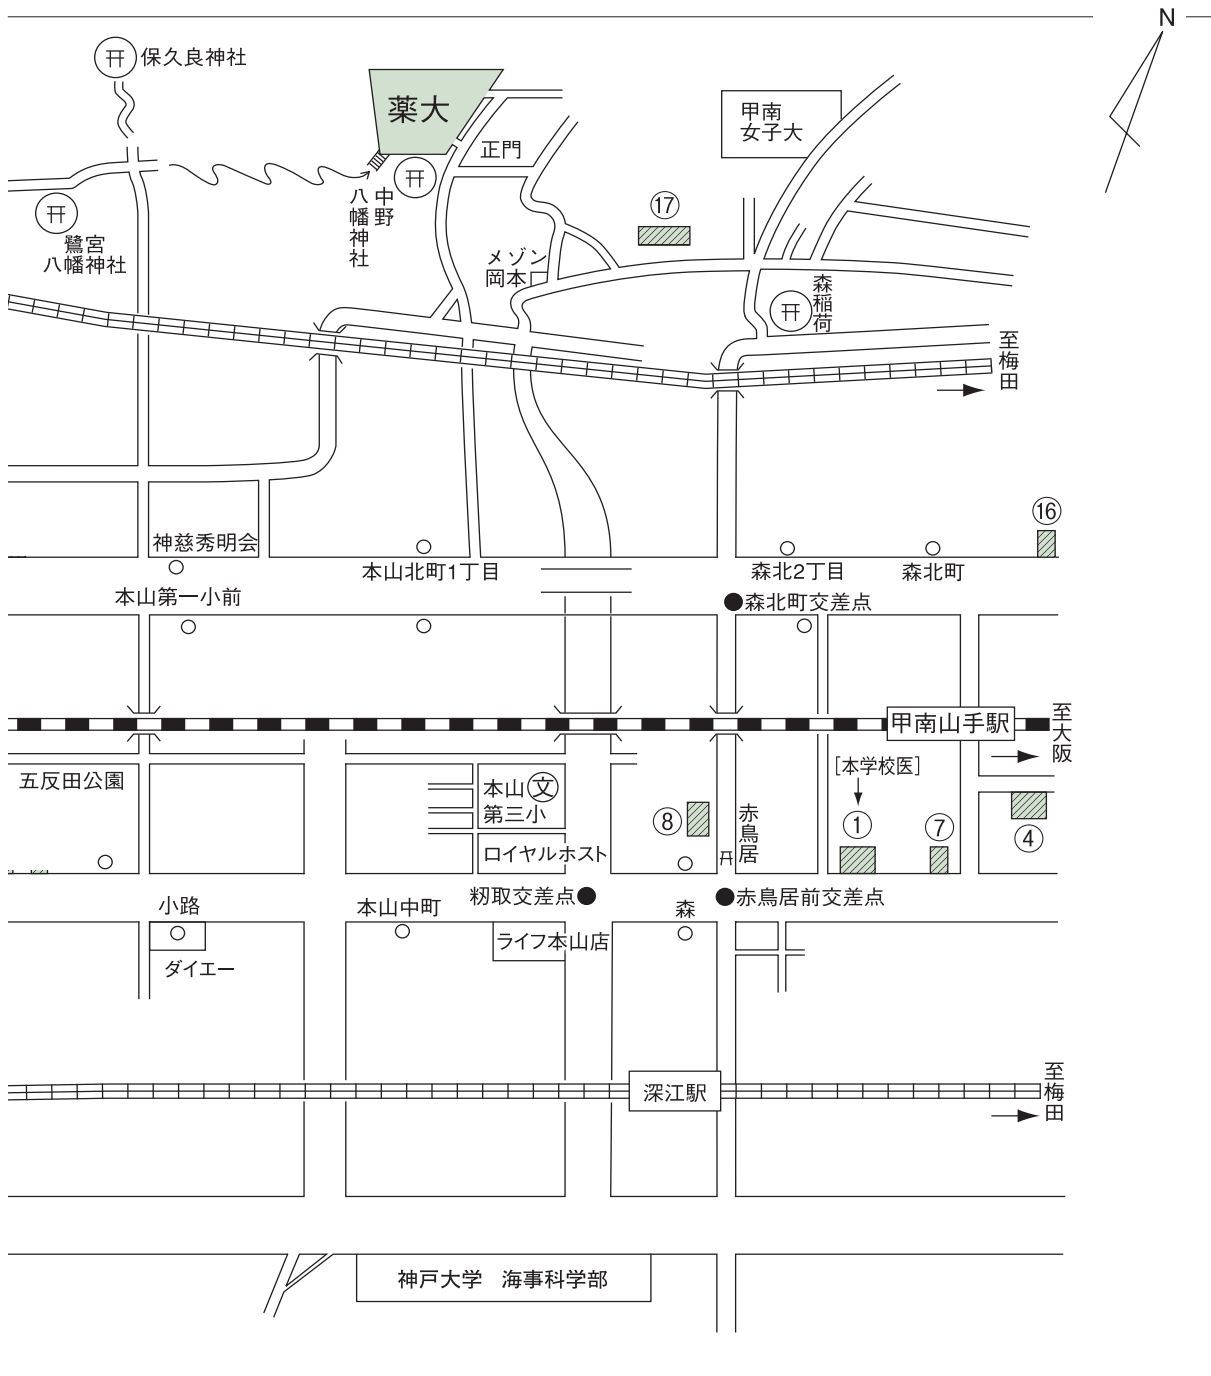 N
保久良神社
薬大
甲南
女子大
正門
中野
八幡神社
⑰
鷺宮
八幡神社
メゾン
岡本
森稲荷
至梅田
⑯
神慈秀明会
本山北町1丁目
森北2丁目
森北町
本山第一小前
森北町交差点
甲南山手駅
至大阪
五反田公園
本山
文
第三小
[本学校医]
⑧
赤鳥居
①
⑦
④
ロイヤルホスト
籾取交差点
赤鳥居前交差点
小路
本山中町
森
ライフ本山店
ダイエー
深江駅
至梅田
神戸大学 海事科学部